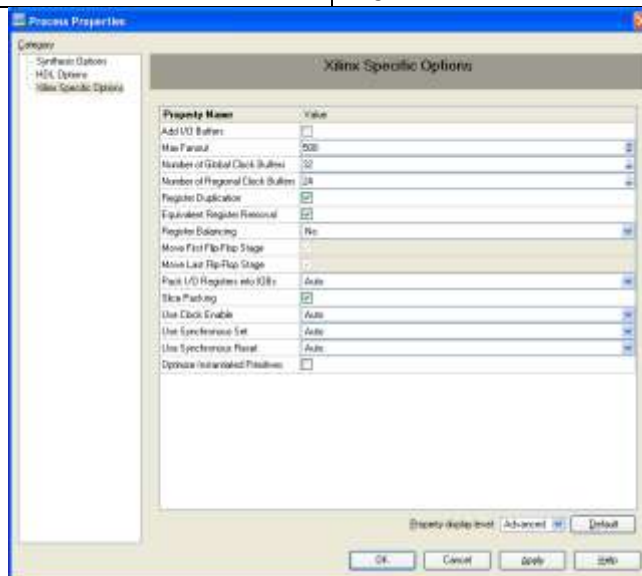 Process Properties
Category
Synthesis Options
HDL Options
Xilinx Specific Options
Xilinx Specific Options
Property Name Value
Add I/O Buffers
Max Fanout 500
Number of Global Clock Buffers 32
Number of Regional Clock Buffers 24
Register Duplication
Equivalent Register Removal
Register Balancing No
Move First Flip-Flop Stage
Move Last Flip-Flop Stage
Pack I/O Registers into IOBs Auto
Slice Packing
Use Clock Enable Auto
Use Synchronous Set Auto
Use Synchronous Reset Auto
Optimize Instantiated Primitives
Property display level: Advanced Default
OK Cancel Apply Help